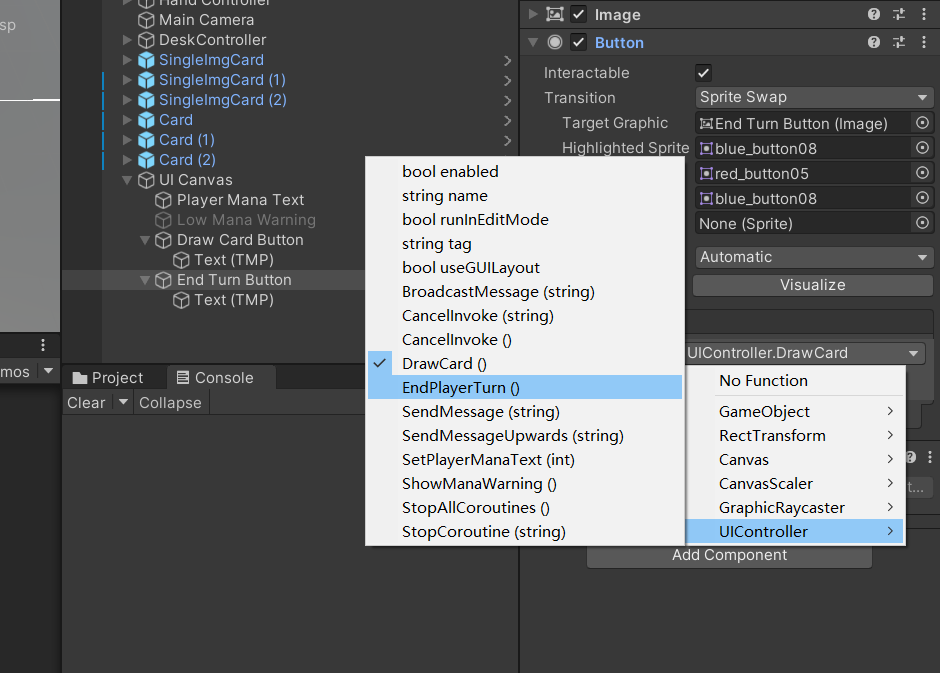 sp
Hand Controller
Main Camera
DeskController
SingleImgCard
SingleImgCard (1)
SingleImgCard (2)
Card
Card (1)
Card (2)
UI Canvas
Player Mana Text
Low Mana Warning
Draw Card Button
Text (TMP)
End Turn Button
Text (TMP)
mos
Project
Console
Clear
Collapse
Image
Button
Interactable
Transition
Sprite Swap
Target Graphic
End Turn Button (Image)
Highlighted Sprite
blue_button08
red_button05
blue_button08
None (Sprite)
Automatic
Visualize
UIController.DrawCard
bool enabled
string name
bool runInEditMode
string tag
bool useGUILayout
BroadcastMessage (string)
CancelInvoke (string)
CancelInvoke ()
DrawCard ()
EndPlayerTurn ()
SendMessage (string)
SendMessageUpwards (string)
SetPlayerManaText (int)
ShowManaWarning ()
StopAllCoroutines ()
StopCoroutine (string)
No Function
GameObject
RectTransform
Canvas
CanvasScaler
GraphicRaycaster
UIController
t...
Add Component